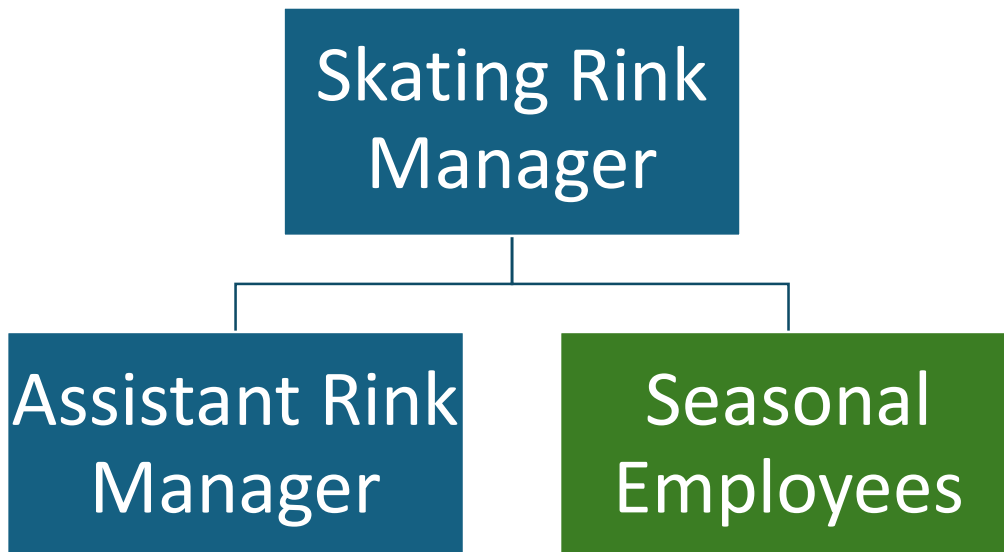 Skating Rink
Manager
Assistant Rink
Manager
Seasonal
Employees